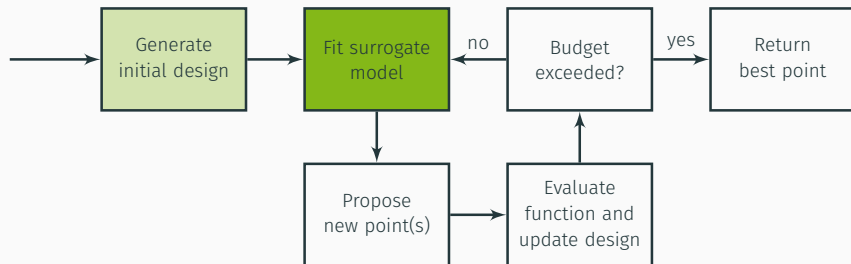 Generate
initial design
Fit surrogate
model
no
Budget
exceeded?
yes
Return
best point
Propose
new point(s)
Evaluate
function and
update design